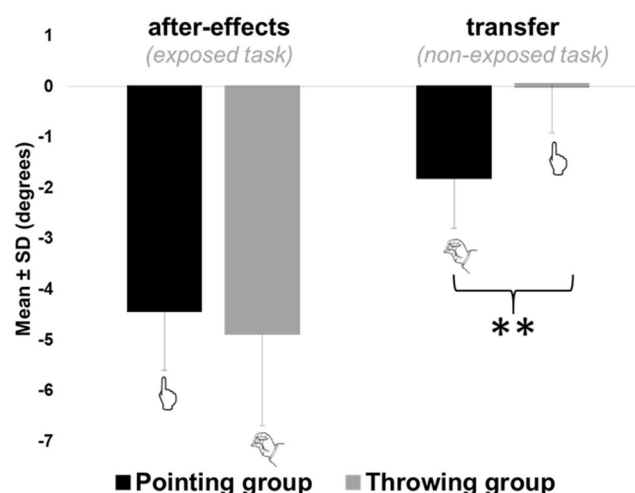 after-effects
(exposed task)
transfer
(non-exposed task)
Mean ± SD (degrees)
1
0
-1
-2
-3
-4
-5
-6
-7
**
Pointing group
Throwing group